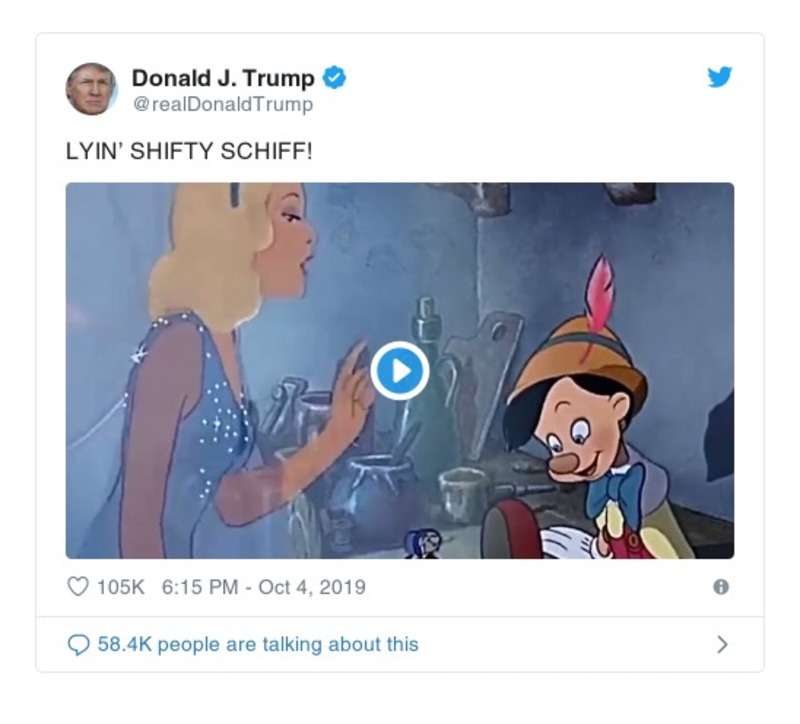 Donald J. Trump
@realDonaldTrump
LYIN’ SHIFTY SCHIFF!
105K 6:15 PM - Oct 4, 2019
58.4K people are talking about this